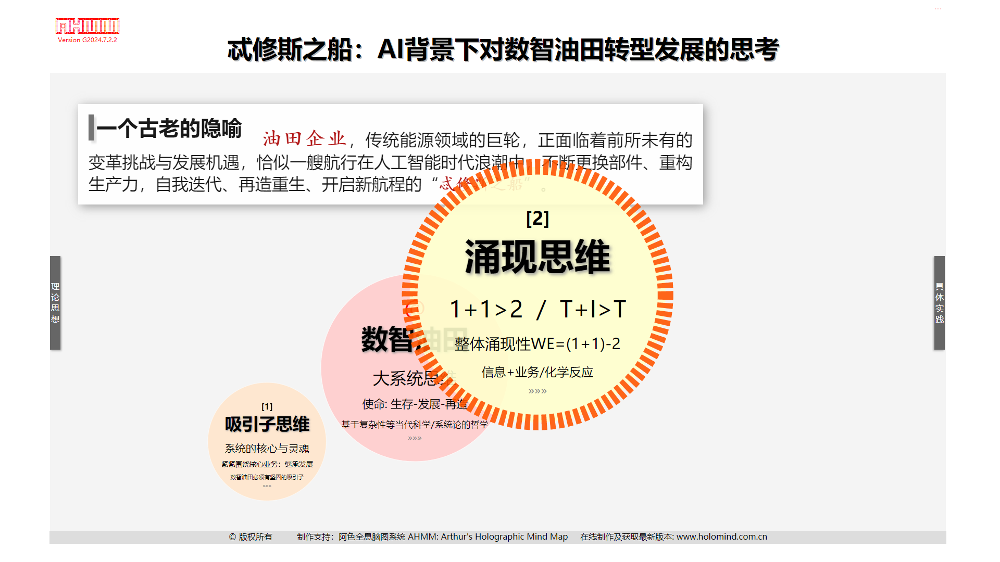 AHMM
Version G2024.7.2.2
忒修斯之船：AI背景下对数智油田转型发展的思考
一个古老的隐喻
油田企业，传统能源领域的巨轮，正面临着前所未有的
变革挑战与发展机遇，恰似一艘航行在人工智能时代浪潮中，不断更换部件、重构
生产力，自我迭代、再造重生、开启新航程的“忒修斯之船”。
[2]
涌现思维
1+1>2 / T+I>T
整体涌现性WE=(1+1)-2
信息+业务/化学反应
»»»
数智油田
大系统思维
使命: 生存-发展-再造
基于复杂性等当代科学/系统论的哲学
»»»
[1]
吸引子思维
系统的核心与灵魂
紧紧围绕核心业务：继承发展
数智油田必须有坚固的吸引子
»»»
理论思想
具体实践
© 版权所有 制作支持：阿色全息脑图系统 AHMM: Arthur's Holographic Mind Map 在线制作及获取最新版本: www.holomind.com.cn